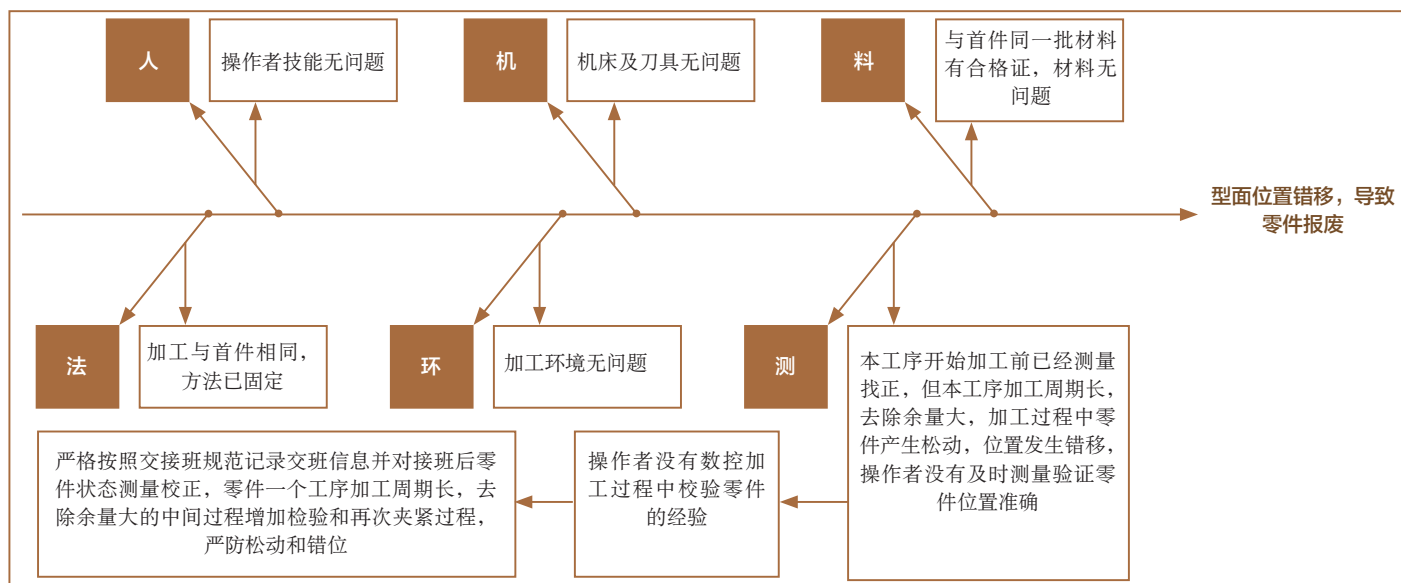 人
操作者技能无问题
机
机床及刀具无问题
料
与首件同一批材料
有合格证，材料无
问题
型面位置错移，导致
零件报废
法
加工与首件相同，
方法已固定
环
加工环境无问题
测
本工序开始加工前已经测量
找正，但本工序加工周期长，
去除余量大，加工过程中零
件产生松动，位置发生错移，
操作者没有及时测量验证零
件位置准确
操作者没有数控加
工过程中校验零件
的经验
严格按照交接班规范记录交班信息并对接班后零
件状态测量校正，零件一个工序加工周期长，去
除余量大的中间过程增加检验和再次夹紧过程，
严防松动和错位